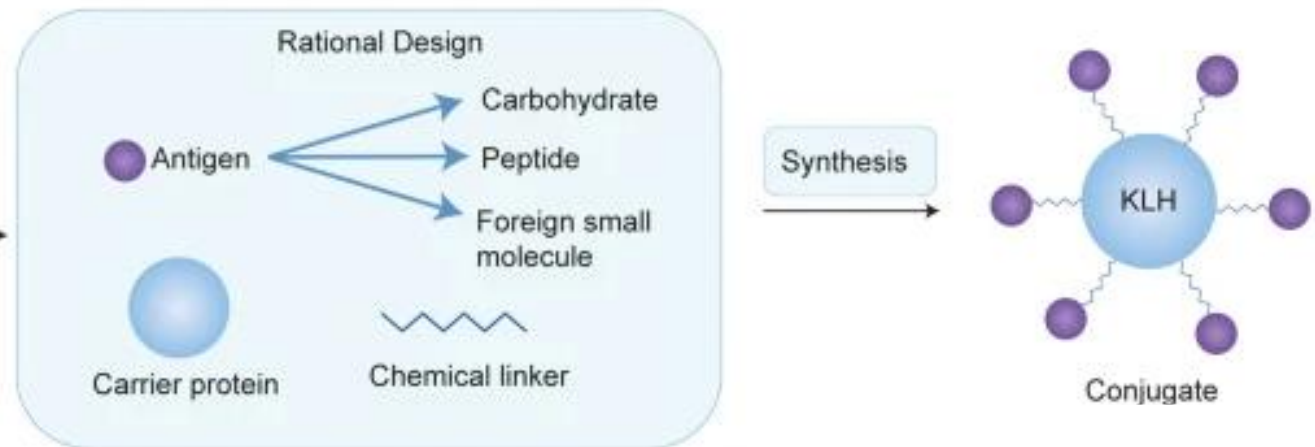 Rational Design
Antigen
Carbohydrate
Peptide
Foreign small
molecule
Carrier protein
Chemical linker
Synthesis
KLH
Conjugate